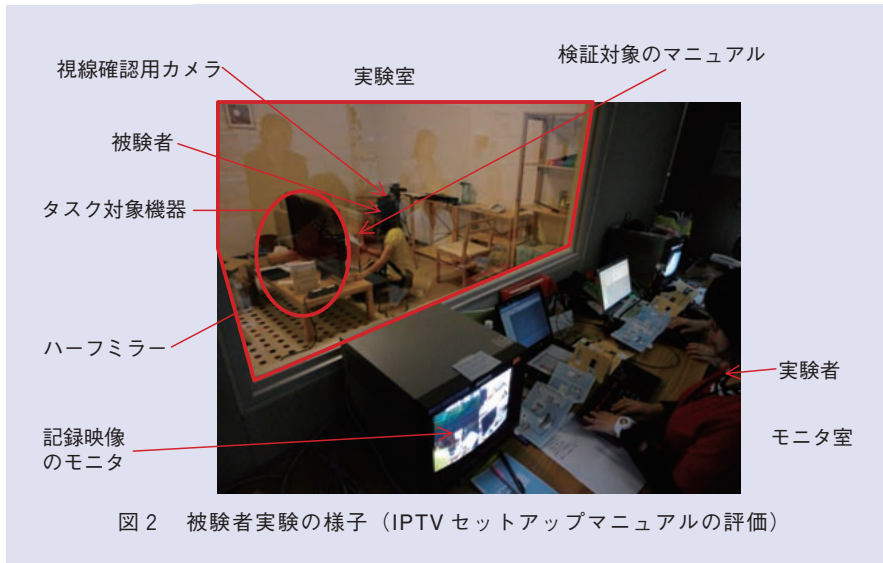 視線確認用カメラ
実験室
検証対象のマニュアル
被験者
タスク対象機器
ハーフミラー
実験者
記録映像
のモニタ
モニタ室
図2 被験者実験の様子（IPTVセットアップマニュアルの評価）